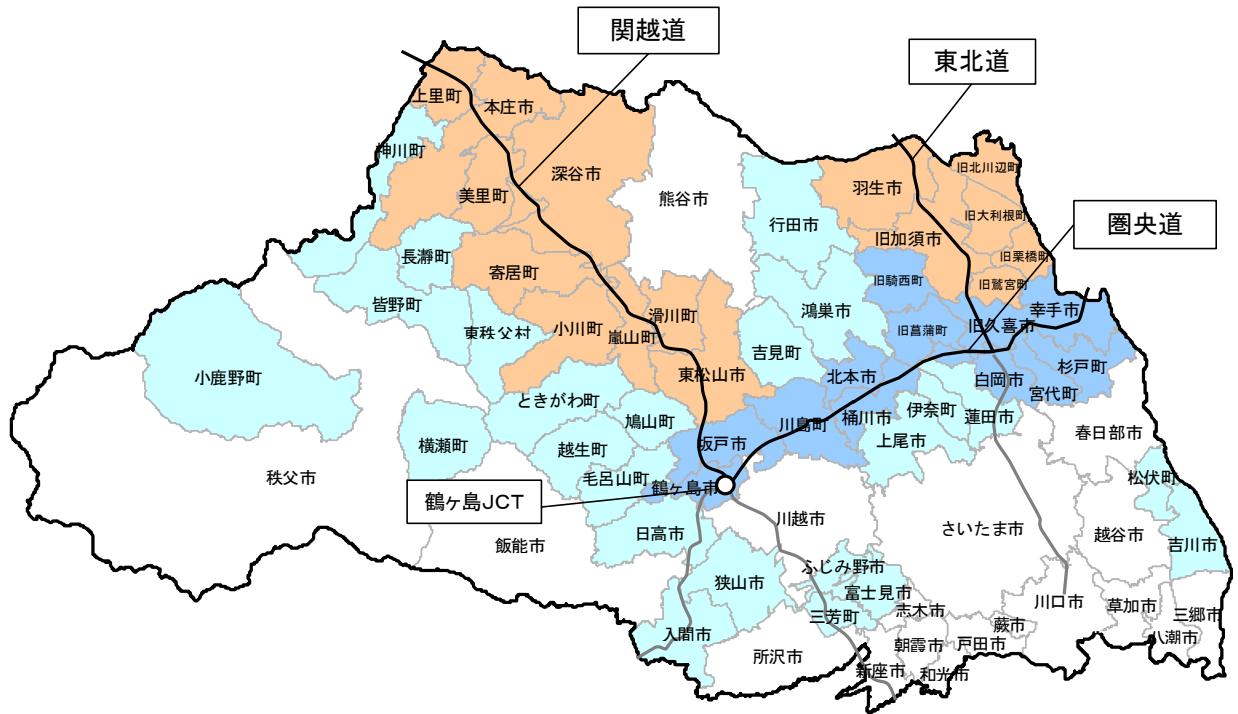 関越道
東北道
圏央道
鶴ヶ島JCT
上里町
本庄市
神川町
深谷市
美里町
熊谷市
長瀞町
寄居町
皆野町
東秩父村
小川町
嵐山町
滑川町
東松山市
小鹿野町
秩父市
横瀬町
ときがわ町
鳩山町
越生町
毛呂山町
坂戸市
鶴ヶ島市
日高市
飯能市
狭山市
入間市
所沢市
川越市
ふじみ野市
富士見市
三芳町
志木市
朝霞市
新座市
和光市
戸田市
蕨市
川口市
さいたま市
草加市
八潮市
三郷市
越谷市
吉川市
松伏町
春日部市
蓮田市
伊奈町
上尾市
桶川市
北本市
川島町
吉見町
鴻巣市
行田市
羽生市
旧加須市
旧北川辺町
旧大利根町
旧栗橋町
旧鷲宮町
旧騎西町
旧菖蒲町
旧久喜市
幸手市
杉戸町
宮代町
白岡市